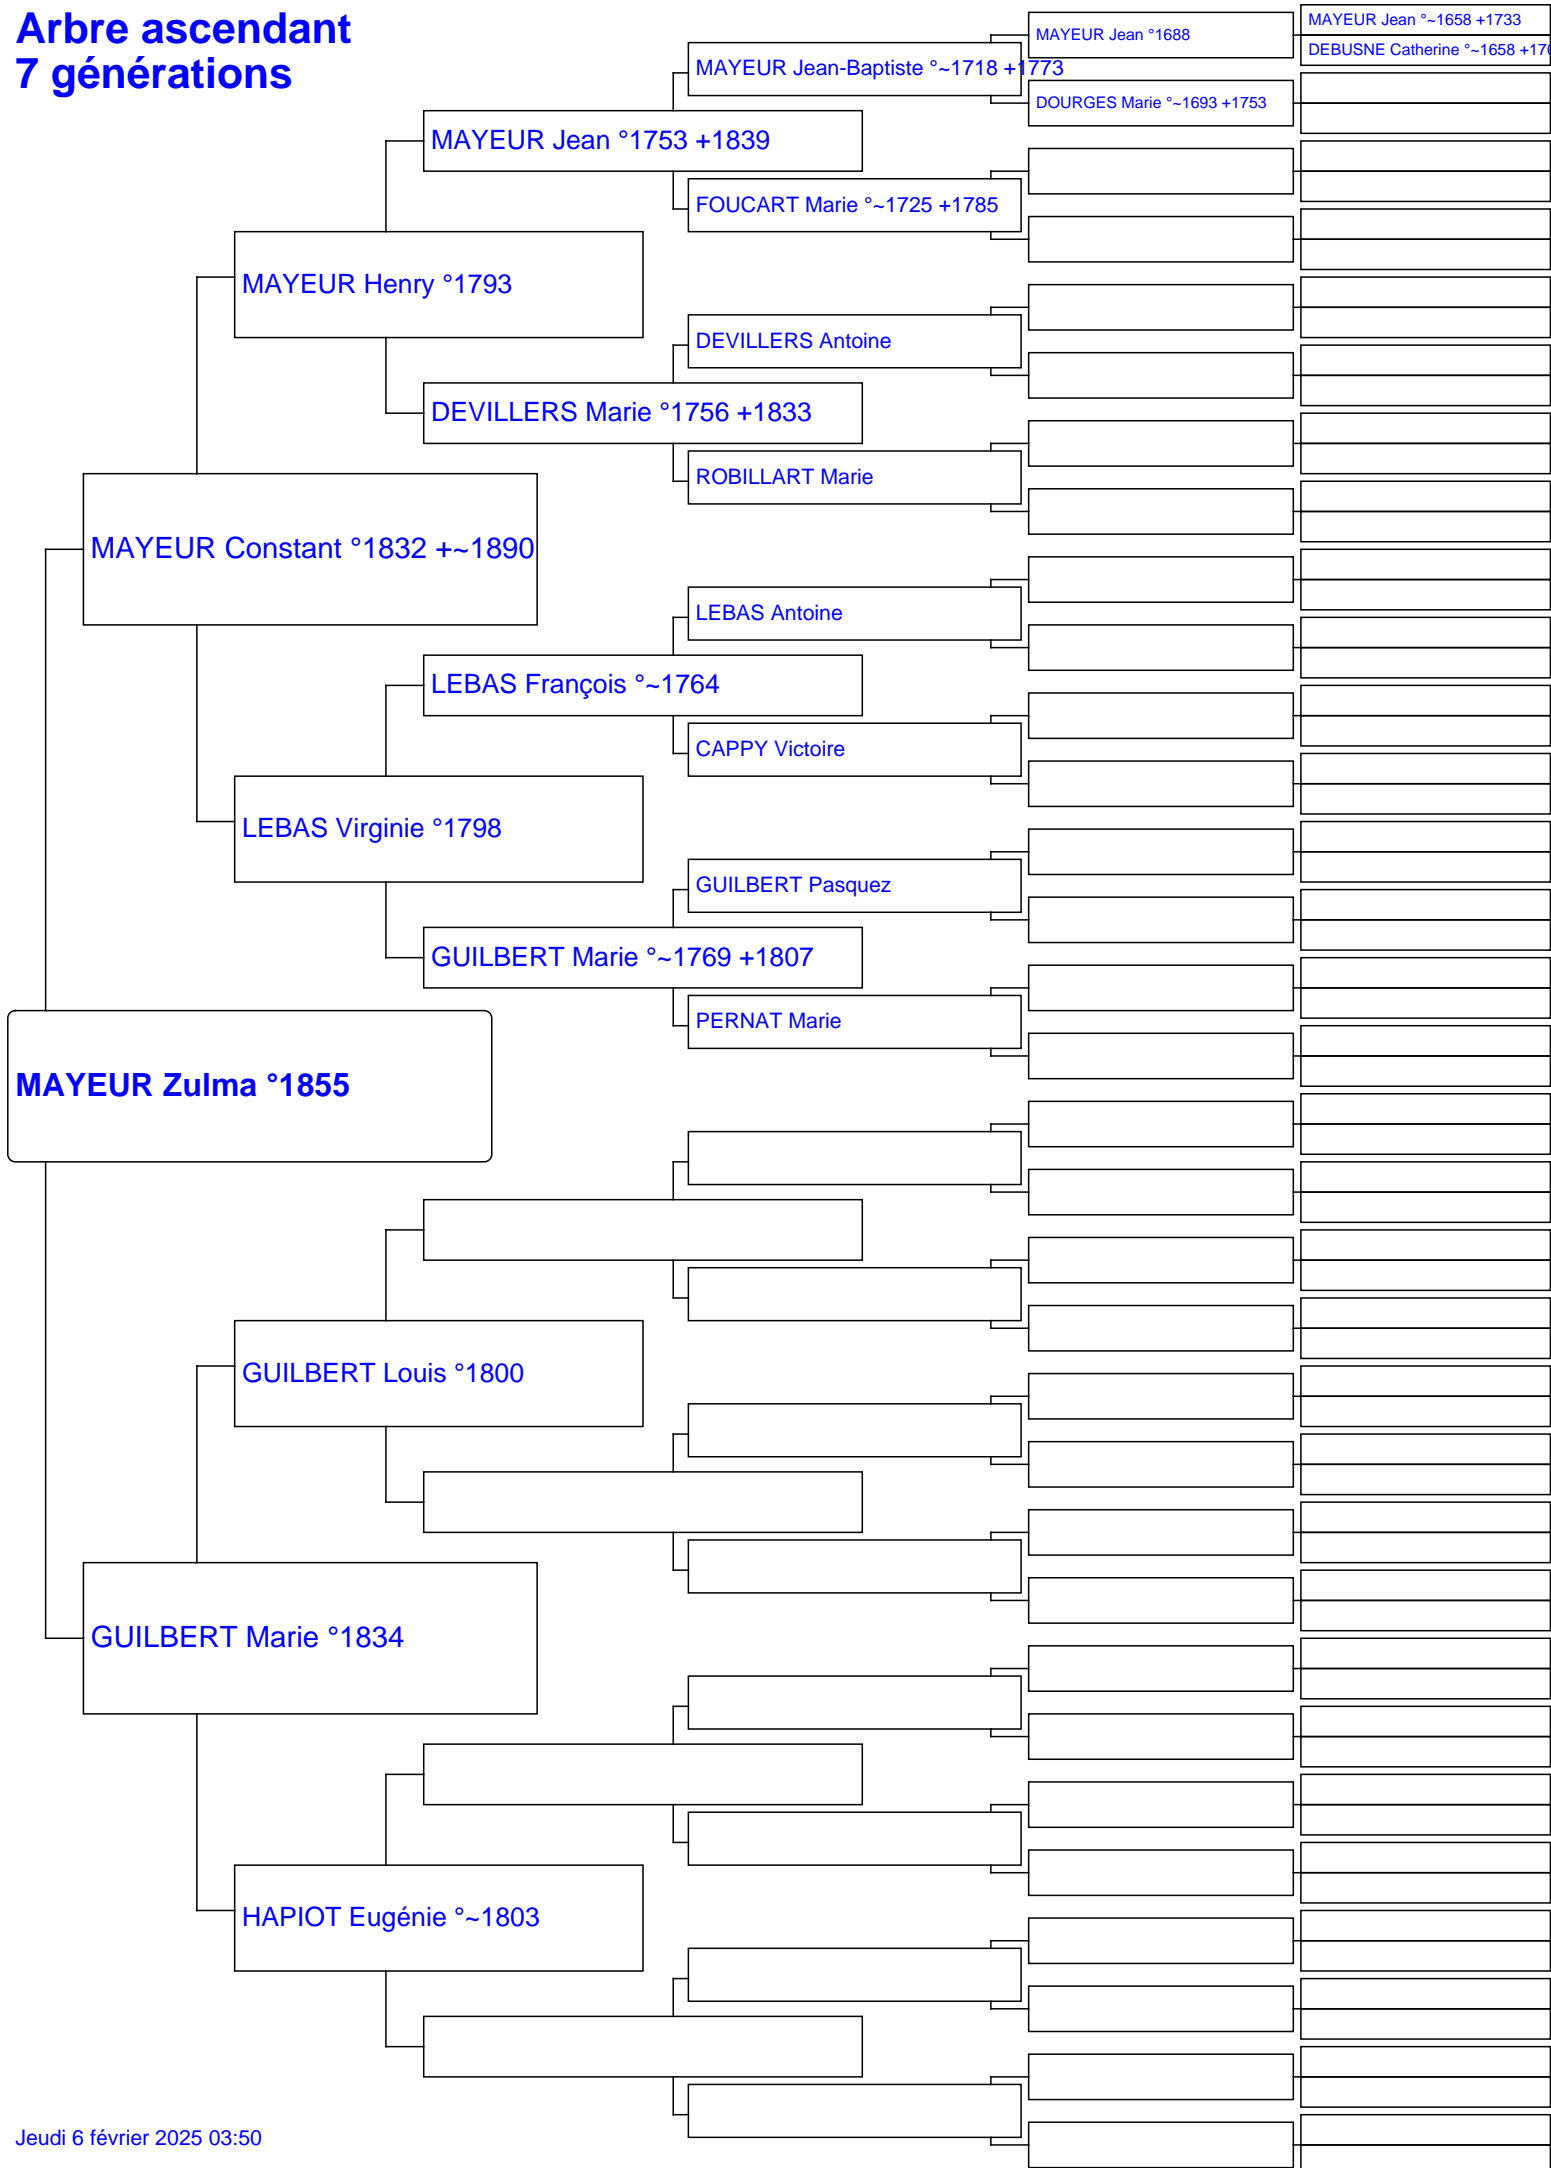 Arbre ascendant
7 générations
MAYEUR Jean °1688
MAYEUR Jean °~1658 +1733
DEBUSNE Catherine °~1658
MAYEUR Jean-Baptiste °~1718 +1773
DOURGES Marie °~1693 +1753
MAYEUR Jean °1753 +1839
FOUCART Marie °~1725 +1785
MAYEUR Henry °1793
DEVILLERS Antoine
DEVILLERS Marie °1756 +1833
ROBILLART Marie
MAYEUR Constant °1832 +~1890
LEBAS Antoine
LEBAS François °~1764
CAPPY Victoire
LEBAS Virginie °1798
GUILBERT Pasquez
GUILBERT Marie °~1769 +1807
PERNAT Marie
MAYEUR Zulma °1855
GUILBERT Louis °1800
GUILBERT Marie °1834
HAPIOT Eugénie °~1803
Jeudi 6 février 2025 03:50